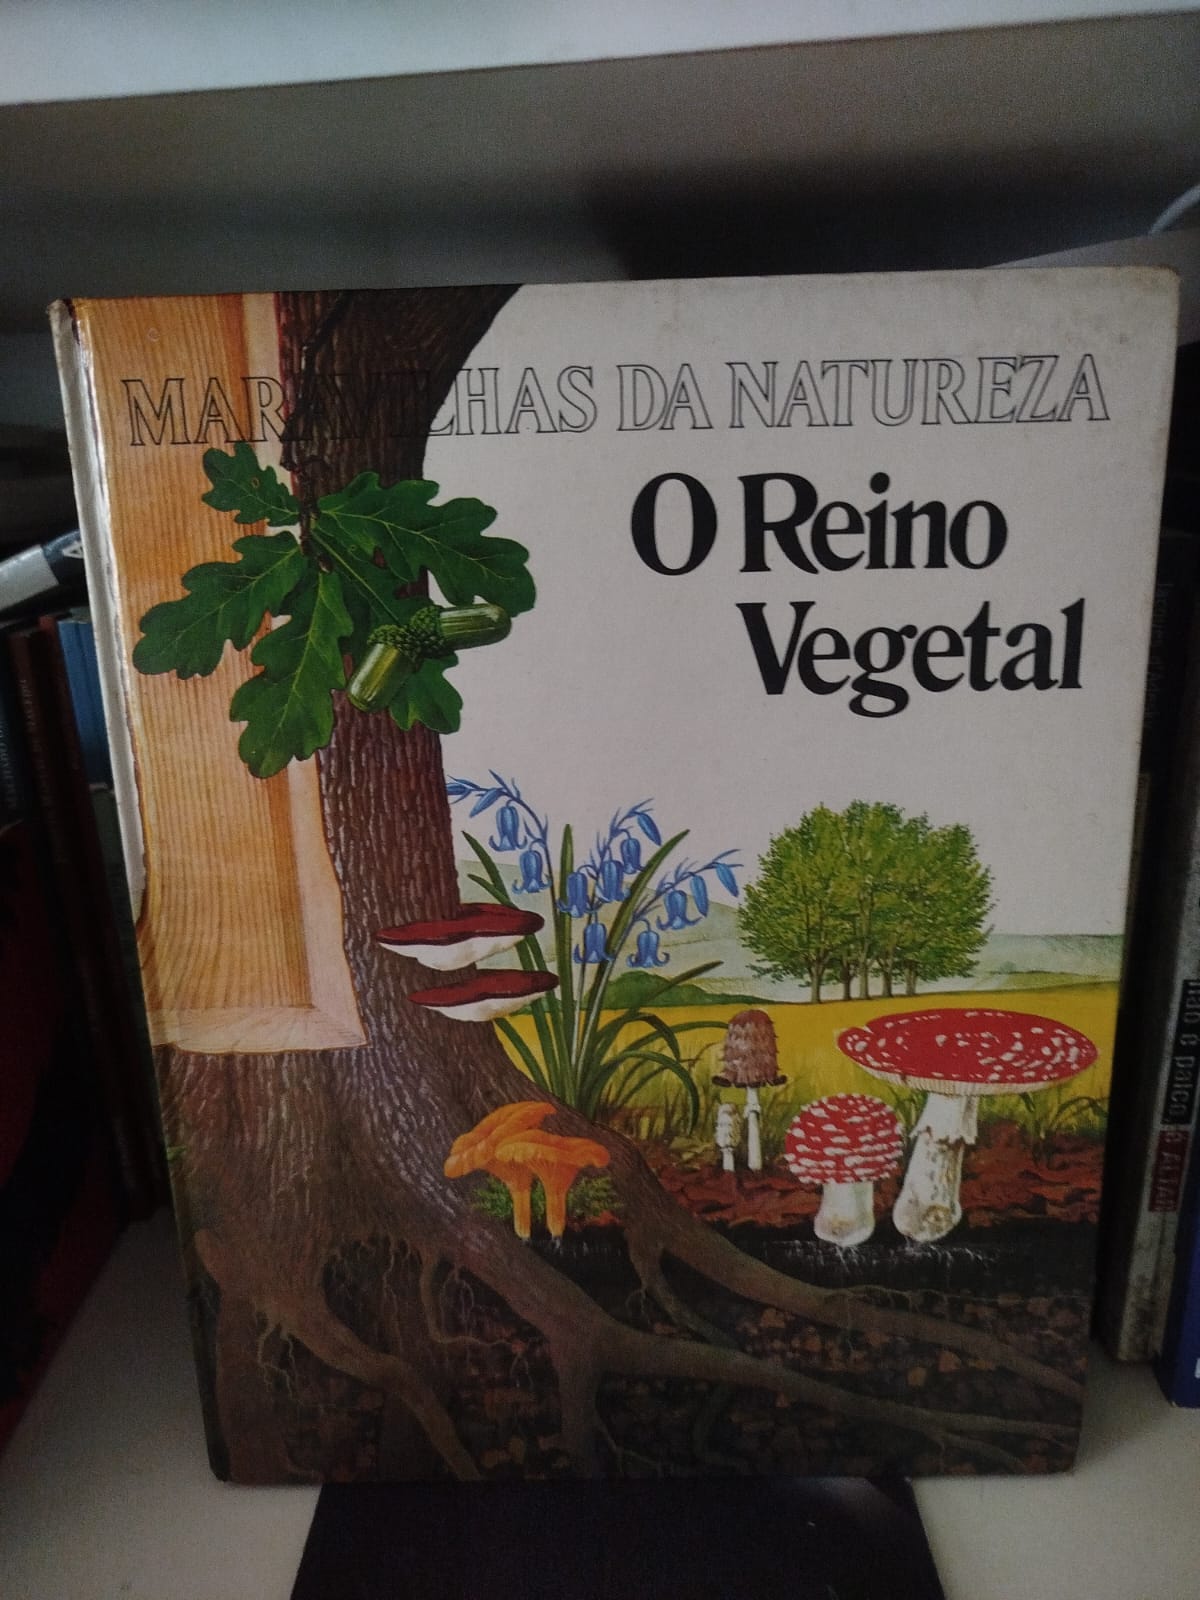 MARAVILHAS DA NATUREZA
O Reino
Vegetal